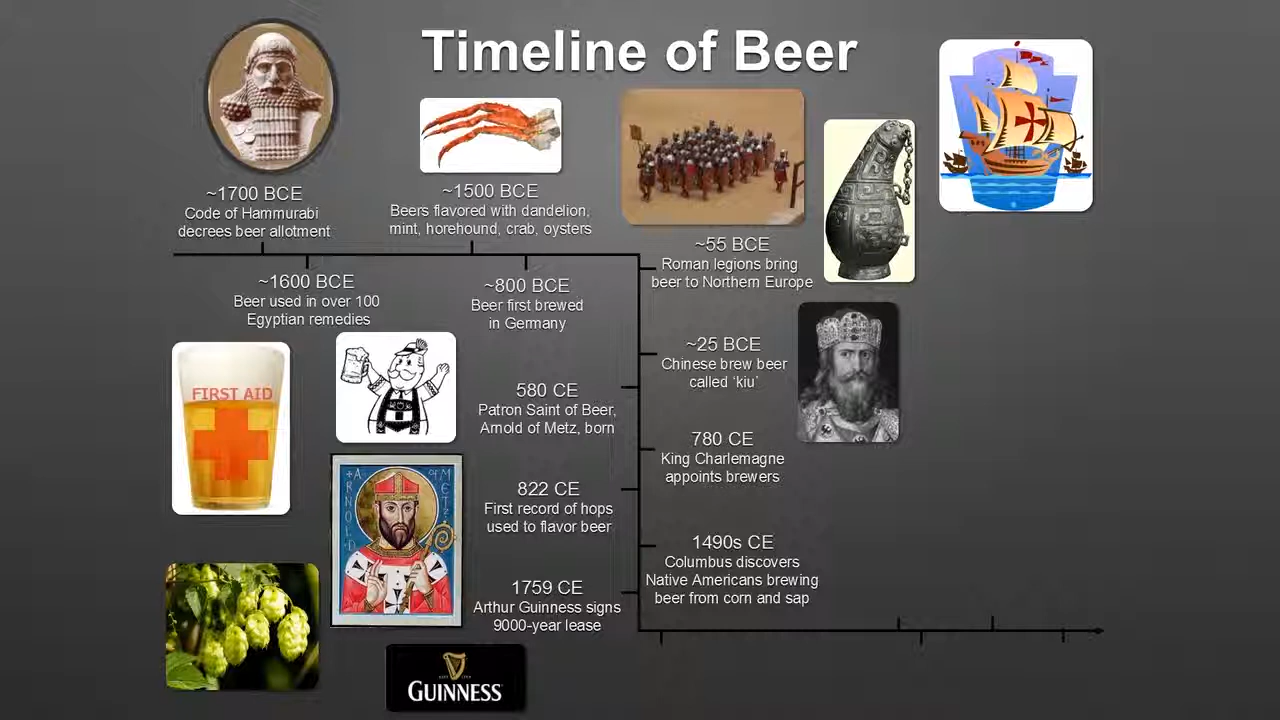 Timeline of Beer
~1700 BCE
Code of Hammurabi
decrees beer allotment
~1500 BCE
Beers flavored with dandelion,
mint, horehound, crab, oysters
~1600 BCE
Beer used in over 100
Egyptian remedies
~800 BCE
Beer first brewed
in Germany
~55 BCE
Roman legions bring
beer to Northern Europe
~25 BCE
Chinese brew beer
called ‘kiu’
580 CE
Patron Saint of Beer,
Arnold of Metz, born
780 CE
King Charlemagne
appoints brewers
822 CE
First record of hops
used to flavor beer
1490s CE
Columbus discovers
Native Americans brewing
beer from corn and sap
1759 CE
Arthur Guinness signs
9000-year lease
FIRST AID
GUINNESS